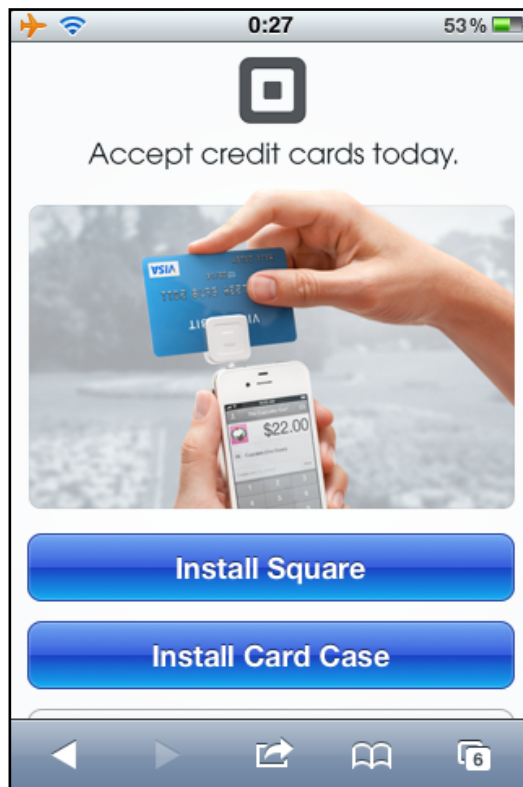 0:27
53%
Accept credit cards today.
VISA
$22.00
Install Square
Install Card Case
6